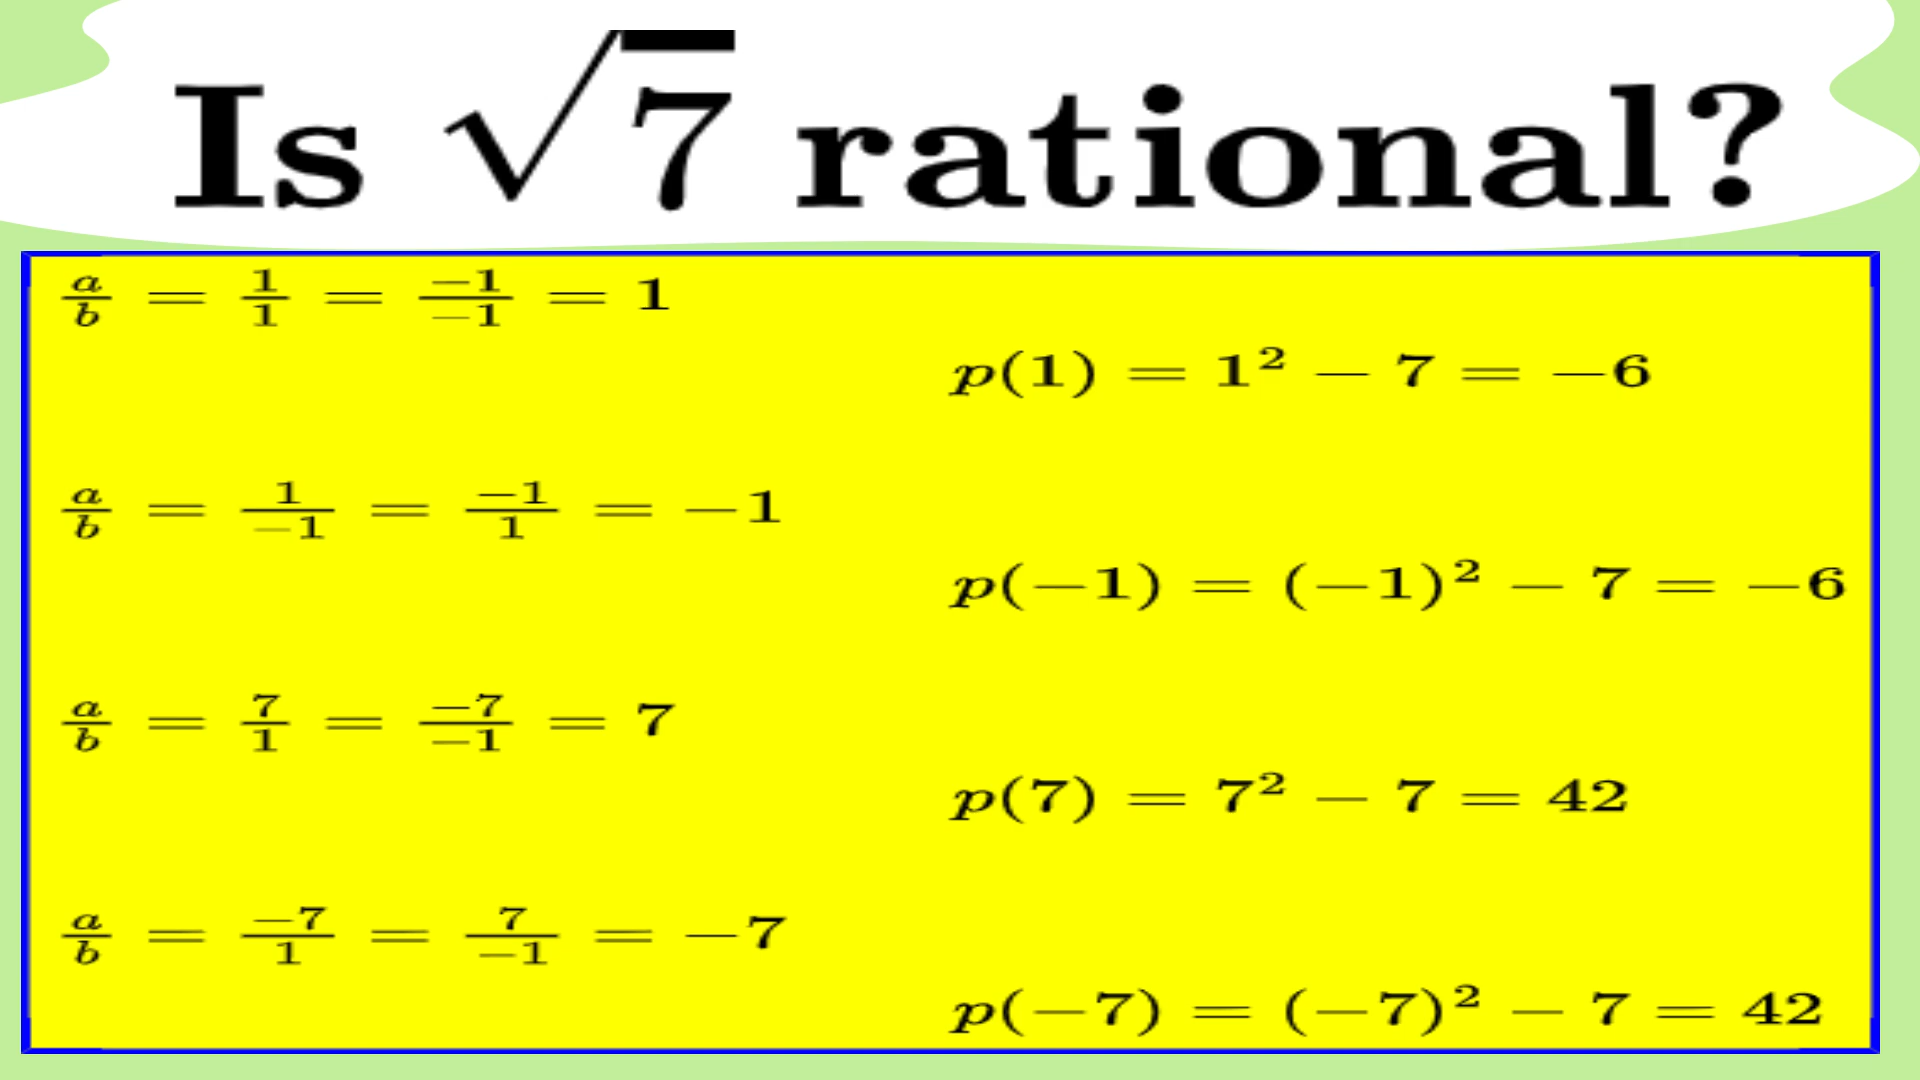 Is √7 rational?
a/b = 1/1 = −1/−1 = 1
p(1) = 1² − 7 = −6
a/b = 1/−1 = −1/1 = −1
p(−1) = (−1)² − 7 = −6
a/b = 7/1 = −7/−1 = 7
p(7) = 7² − 7 = 42
a/b = −7/1 = 7/−1 = −7
p(−7) = (−7)² − 7 = 42